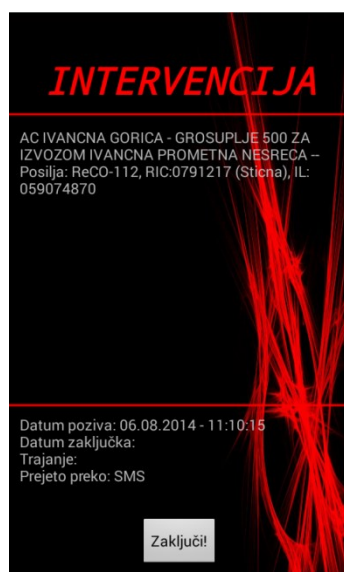 INTERVENCIJA
AC IVANCNA GORICA - GROSUPLJE 500 ZA
IZVOZOM IVANCNA PROMETNA NESRECA --
Posilja: ReCO-112, RIC:0791217 (Sticna), IL:
059074870
Datum poziva: 06.08.2014 - 11:10:15
Datum zaključka:
Trajanje:
Prejeto preko: SMS
Zaključi!